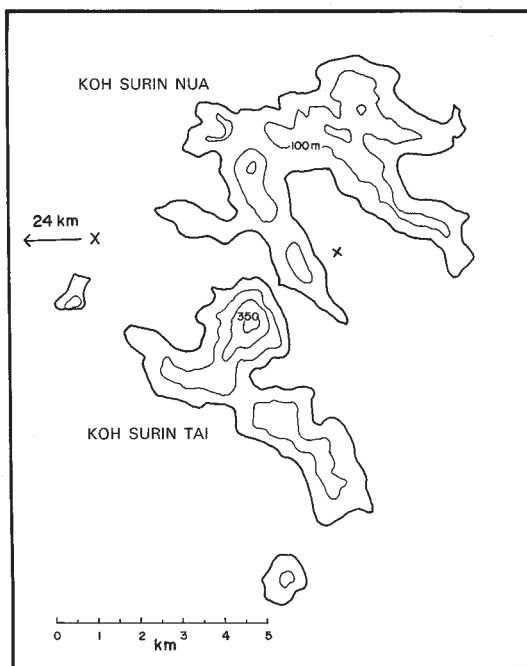 KOH SURIN NUA
100m
24 km
X
X
350
KOH SURIN TAI
0 1 2 3 4 5
km